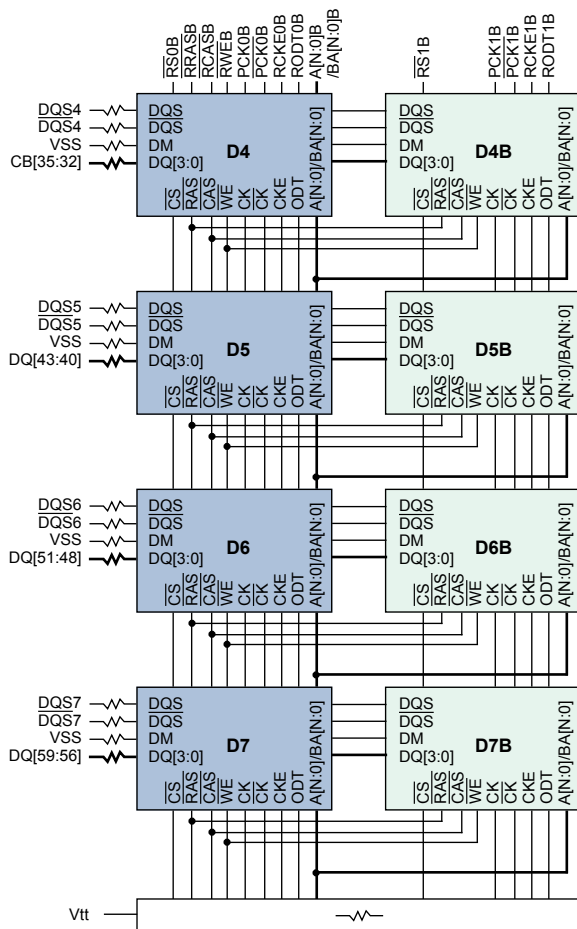 RS0B
RRASB
RCASB
RWEB
PCK0B
PCK0B
RCKE0B
RODT0B
A[N:0]B
/BA[N:0]B
RS1B
PCK1B
PCK1B
RCKE1B
RODT1B
DQS4
DQS4
VSS
CB[35:32]
DQS
DQS
DM
DQ[3:0]
D4
CS
RAS
CAS
WE
CK
CK
CKE
ODT
A[N:0]/BA[N:0]
DQS
DQS
DM
DQ[3:0]
D4B
CS
RAS
CAS
WE
CK
CK
CKE
ODT
A[N:0]/BA[N:0]
DQS5
DQS5
VSS
DQ[43:40]
DQS
DQS
DM
DQ[3:0]
D5
CS
RAS
CAS
WE
CK
CK
CKE
ODT
A[N:0]/BA[N:0]
DQS
DQS
DM
DQ[3:0]
D5B
CS
RAS
CAS
WE
CK
CK
CKE
ODT
A[N:0]/BA[N:0]
DQS6
DQS6
VSS
DQ[51:48]
DQS
DQS
DM
DQ[3:0]
D6
CS
RAS
CAS
WE
CK
CK
CKE
ODT
A[N:0]/BA[N:0]
DQS
DQS
DM
DQ[3:0]
D6B
CS
RAS
CAS
WE
CK
CK
CKE
ODT
A[N:0]/BA[N:0]
DQS7
DQS7
VSS
DQ[59:56]
DQS
DQS
DM
DQ[3:0]
D7
CS
RAS
CAS
WE
CK
CK
CKE
ODT
A[N:0]/BA[N:0]
DQS
DQS
DM
DQ[3:0]
D7B
CS
RAS
CAS
WE
CK
CK
CKE
ODT
A[N:0]/BA[N:0]
Vtt